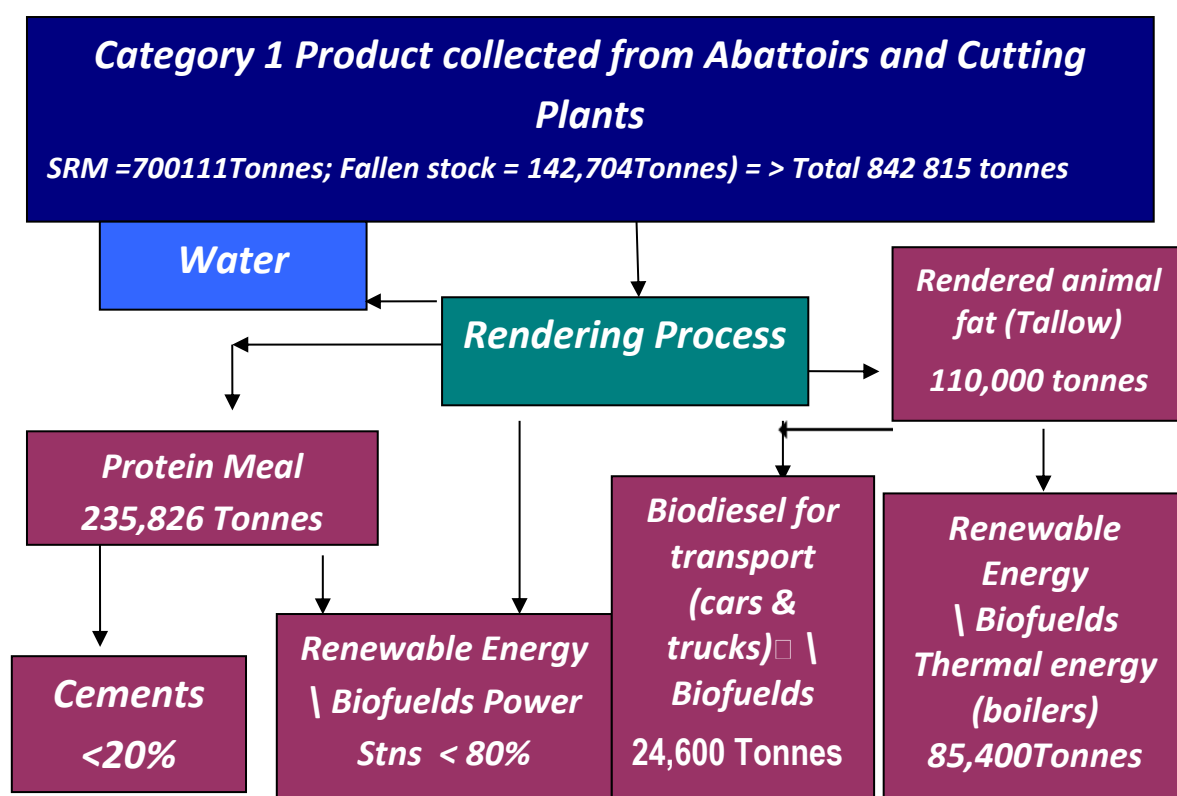 Category 1 Product collected from Abattoirs and Cutting
Plants
SRM =700111Tonnes; Fallen stock = 142,704Tonnes) = > Total 842 815 tonnes
Water
Rendering Process
Rendered animal
fat (Tallow)
110,000 tonnes
Protein Meal
235,826 Tonnes
Cements
<20%
Renewable Energy
\ Biofuelds Power
Stns < 80%
Biodiesel for
transport
(cars &
trucks)□ \
Biofuelds
24,600 Tonnes
Renewable
Energy
\ Biofuelds
Thermal energy
(boilers)
85,400Tonnes